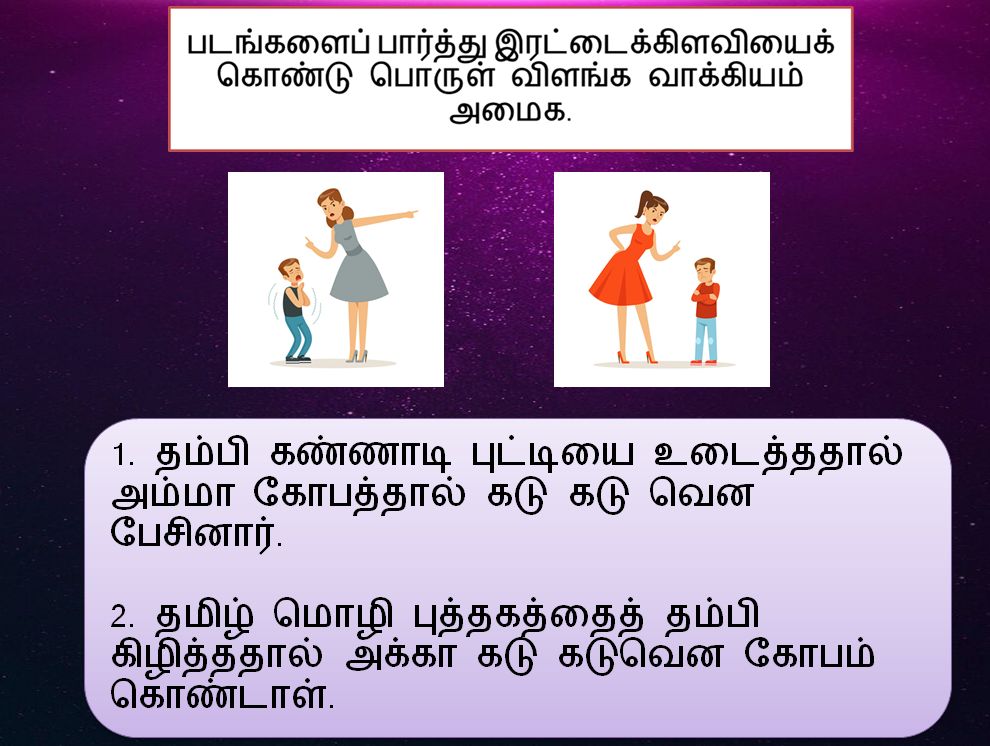 படங்களைப் பார்த்து இரட்டைக்கிளவியைக்
கொண்டு பொருள் விளங்க வாக்கியம்
அமைக.
1. தம்பி கண்ணாடி புட்டியை உடைத்ததால்
அம்மா கோபத்தால் கடு கடு வென
பேசினார்.
2. தமிழ் மொழி புத்தகத்தைத் தம்பி
கிழித்ததால் அக்கா கடு கடுவென கோபம்
கொண்டாள்.